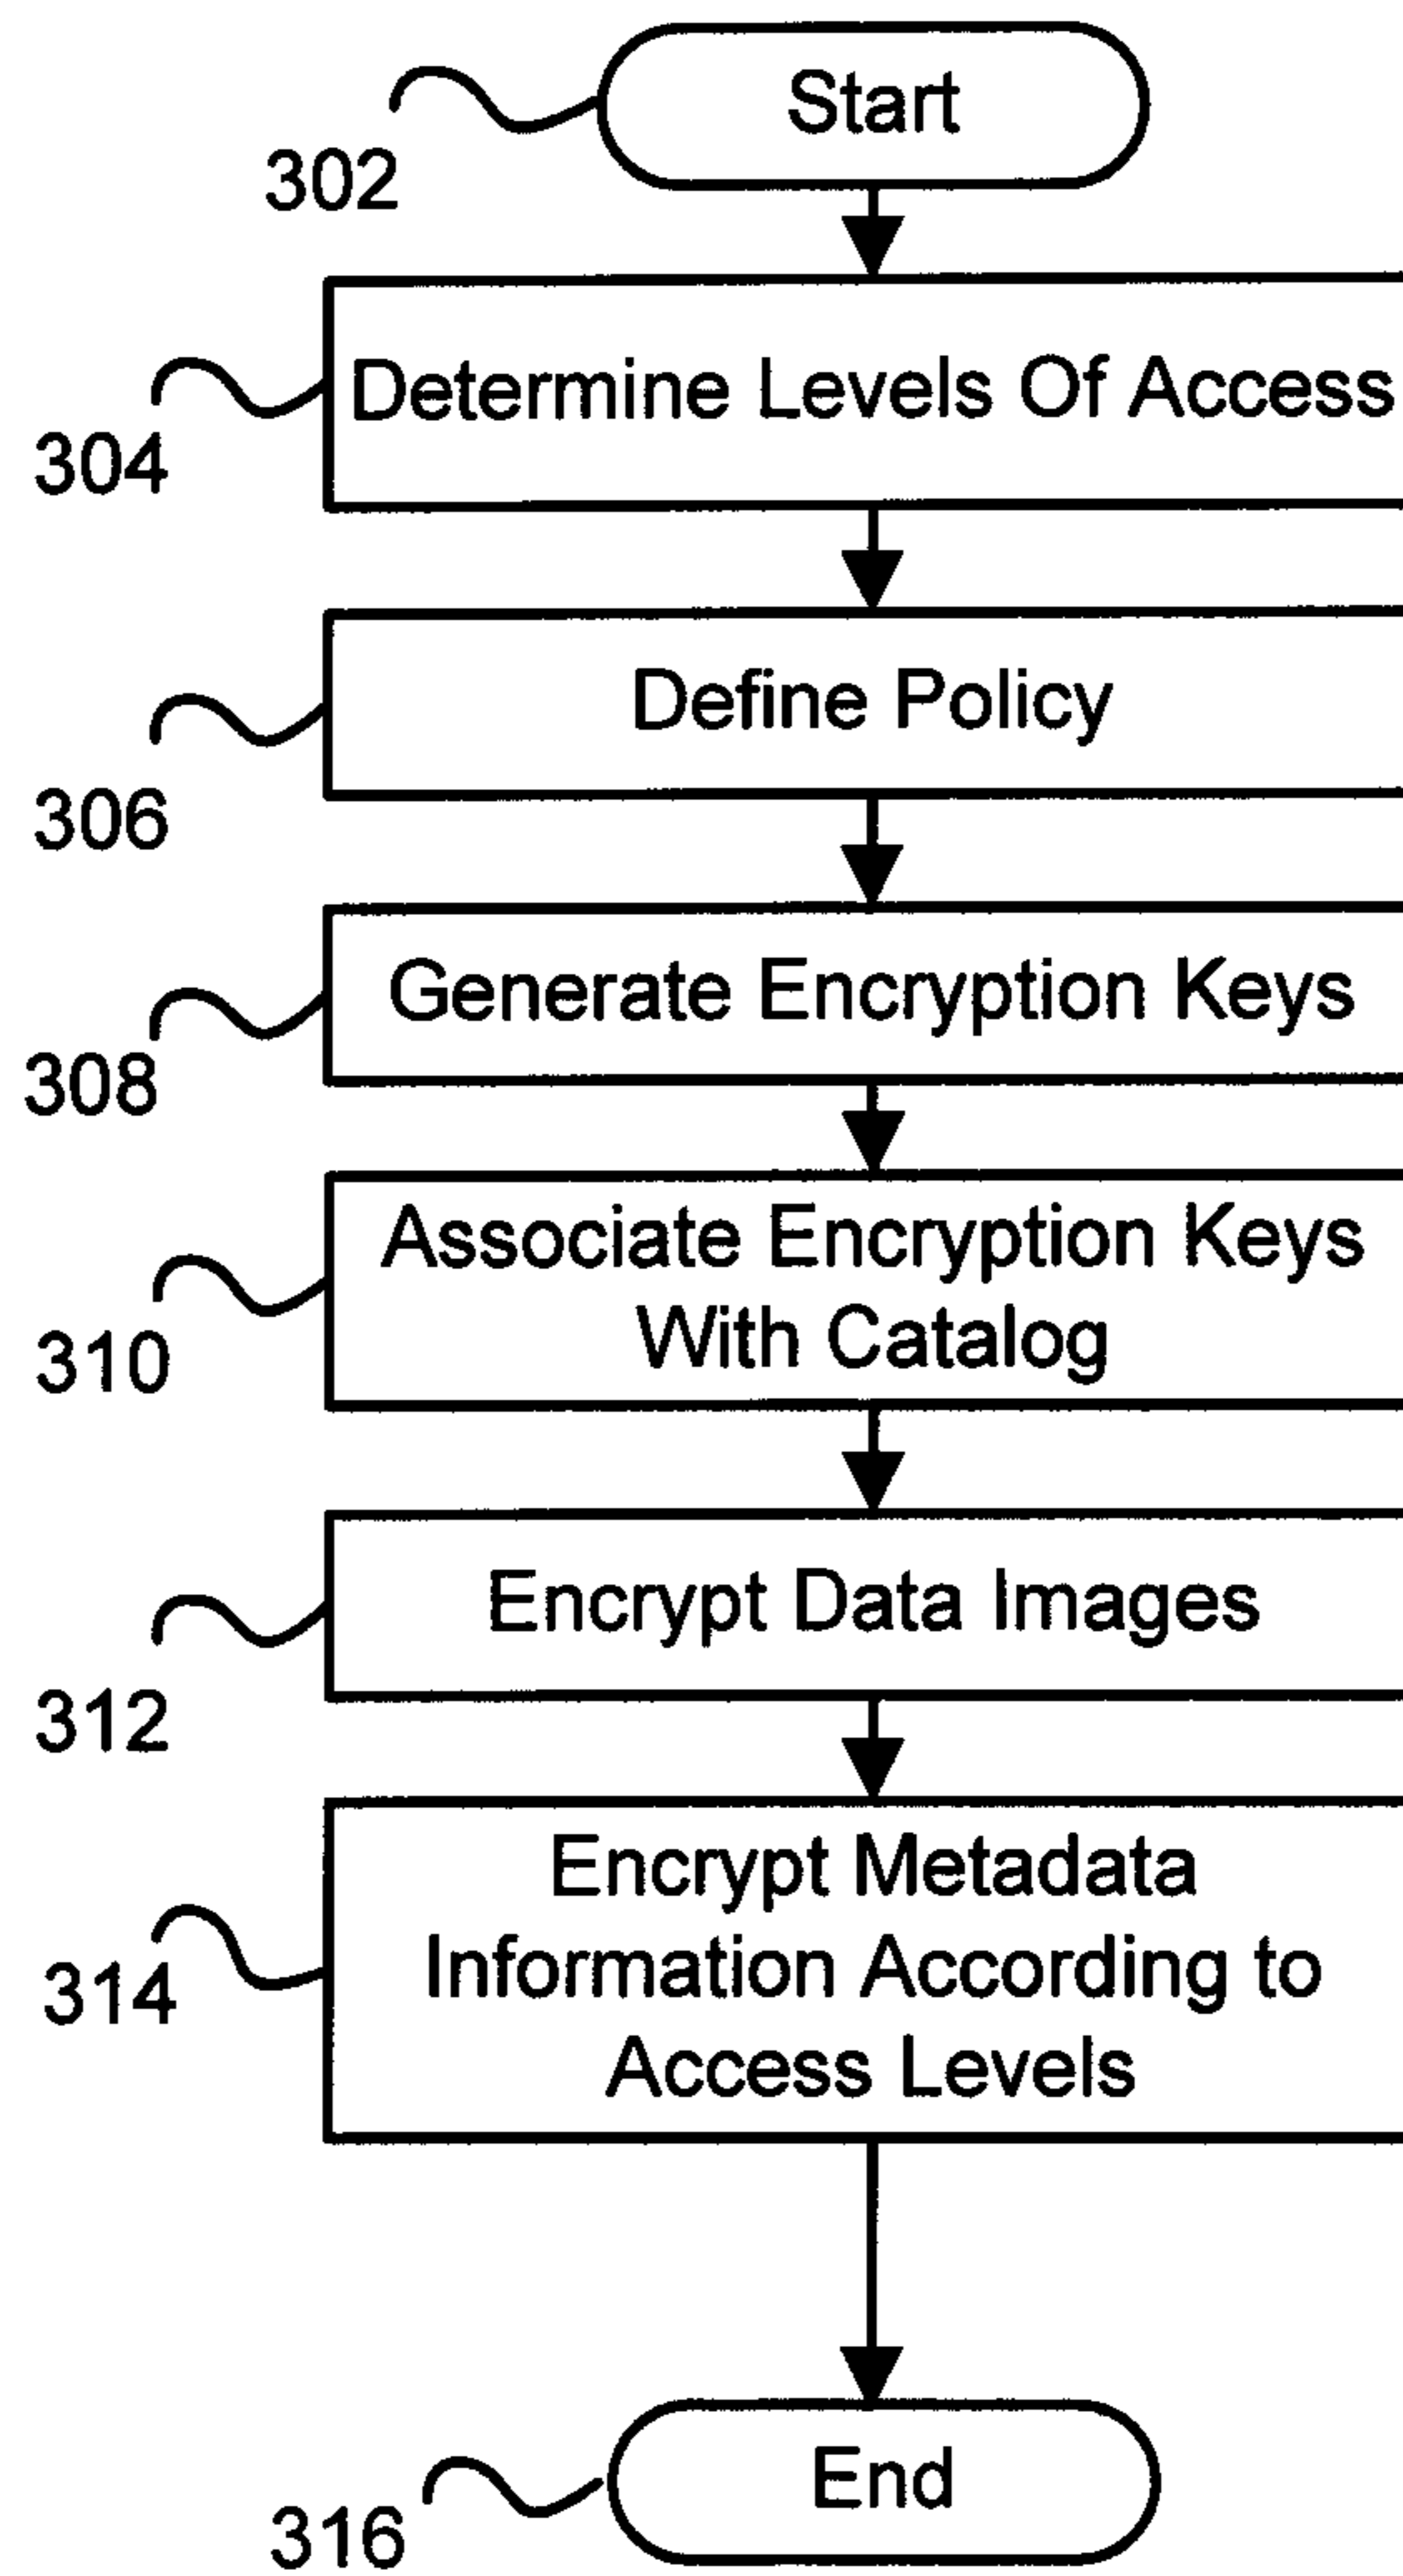 Start
302
Determine Levels Of Access
304
Define Policy
306
Generate Encryption Keys
308
Associate Encryption Keys
With Catalog
310
Encrypt Data Images
312
Encrypt Metadata
Information According to
Access Levels
314
End
316